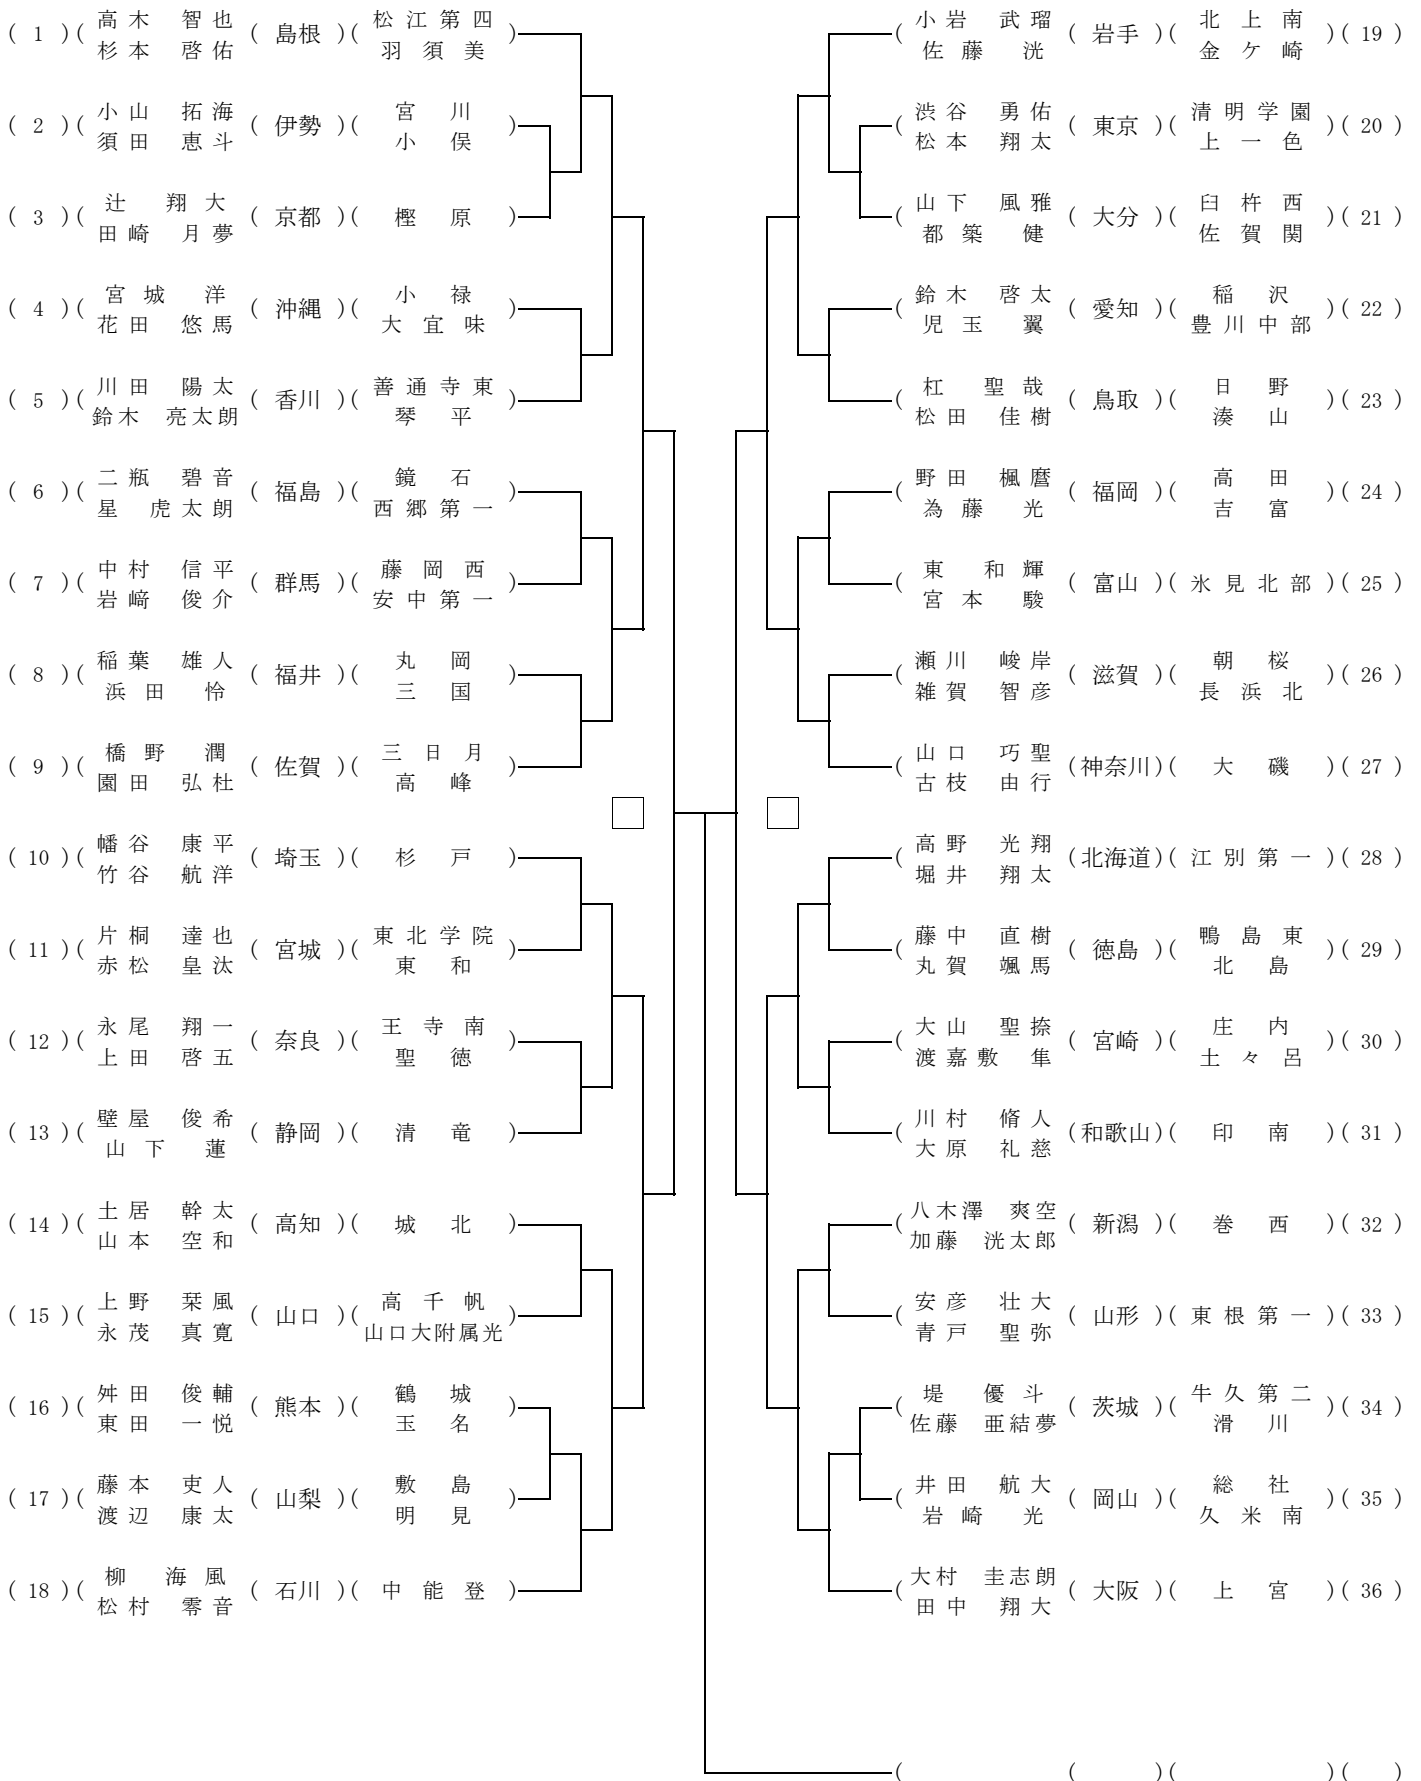 ( 1 )( 高木 智也 杉本 啓佑 ( 島根 )( 松江第四 羽須美 )
( 2 )( 小山 拓海 須田 恵斗 ( 伊勢 )( 宮川 小俣 )
( 3 )( 辻 翔大 田崎 月夢 ( 京都 )( 樫原 )
( 4 )( 宮城 洋 花田 悠馬 ( 沖縄 )( 小禄 大宜味 )
( 5 )( 川田 陽太 鈴木 亮太朗 ( 香川 )( 善通寺東 琴平 )
( 6 )( 二瓶 碧音 星 虎太朗 ( 福島 )( 鏡石 西郷第一 )
( 7 )( 中村 信平 岩﨑 俊介 ( 群馬 )( 藤岡西 安中第一 )
( 8 )( 稲葉 雄人 浜田 怜 ( 福井 )( 丸岡 三国 )
( 9 )( 橋野 潤 園田 弘杜 ( 佐賀 )( 三日月 高峰 )
( 10 )( 幡谷 康平 竹谷 航洋 ( 埼玉 )( 杉戸 )
( 11 )( 片桐 達也 赤松 皇汰 ( 宮城 )( 東北学院 東和 )
( 12 )( 永尾 翔一 上田 啓五 ( 奈良 )( 王寺南 聖徳 )
( 13 )( 壁屋 俊希 山下 蓮 ( 静岡 )( 清竜 )
( 14 )( 土居 幹太 山本 空和 ( 高知 )( 城北 )
( 15 )( 上野 栞風 永茂 真寛 ( 山口 )( 高千帆 山口大附属光 )
( 16 )( 舛田 俊輔 東田 一悦 ( 熊本 )( 鶴城 玉名 )
( 17 )( 藤本 吏人 渡辺 康太 ( 山梨 )( 敷島 明見 )
( 18 )( 柳 海風 松村 零音 ( 石川 )( 中能登 )
( 小岩 武瑠 佐藤 洸 ( 岩手 )( 北上南 金ケ崎 )( 19 )
( 渋谷 勇佑 松本 翔太 ( 東京 )( 清明学園 上一色 )( 20 )
( 山下 風雅 都築 健 ( 大分 )( 臼杵西 佐賀関 )( 21 )
( 鈴木 啓太 児玉 翼 ( 愛知 )( 稲沢 豊川中部 )( 22 )
( 杠 聖哉 松田 佳樹 ( 鳥取 )( 日野 湊山 )( 23 )
( 野田 楓麿 為藤 光 ( 福岡 )( 高田 吉富 )( 24 )
( 東 和輝 宮本 駿 ( 富山 )( 氷見北部 )( 25 )
( 瀬川 峻岸 雑賀 智彦 ( 滋賀 )( 朝桜 長浜北 )( 26 )
( 山口 巧聖 古枝 由行 ( 神奈川 )( 大磯 )( 27 )
( 高野 光翔 堀井 翔太 ( 北海道 )( 江別第一 )( 28 )
( 藤中 直樹 丸賀 颯馬 ( 徳島 )( 鴨島東 北島 )( 29 )
( 大山 聖捺 渡嘉敷 隼 ( 宮崎 )( 庄内 土々呂 )( 30 )
( 川村 脩人 大原 礼慈 ( 和歌山 )( 印南 )( 31 )
( 八木澤 爽空 加藤 洸太郎 ( 新潟 )( 巻西 )( 32 )
( 安彦 壮大 青戸 聖弥 ( 山形 )( 東根第一 )( 33 )
( 堤 優斗 佐藤 亜結夢 ( 茨城 )( 牛久第二 滑川 )( 34 )
( 井田 航大 岩崎 光 ( 岡山 )( 総社 久米南 )( 35 )
( 大村 圭志朗 田中 翔大 ( 大阪 )( 上宮 )( 36 )
( ( )( )( )